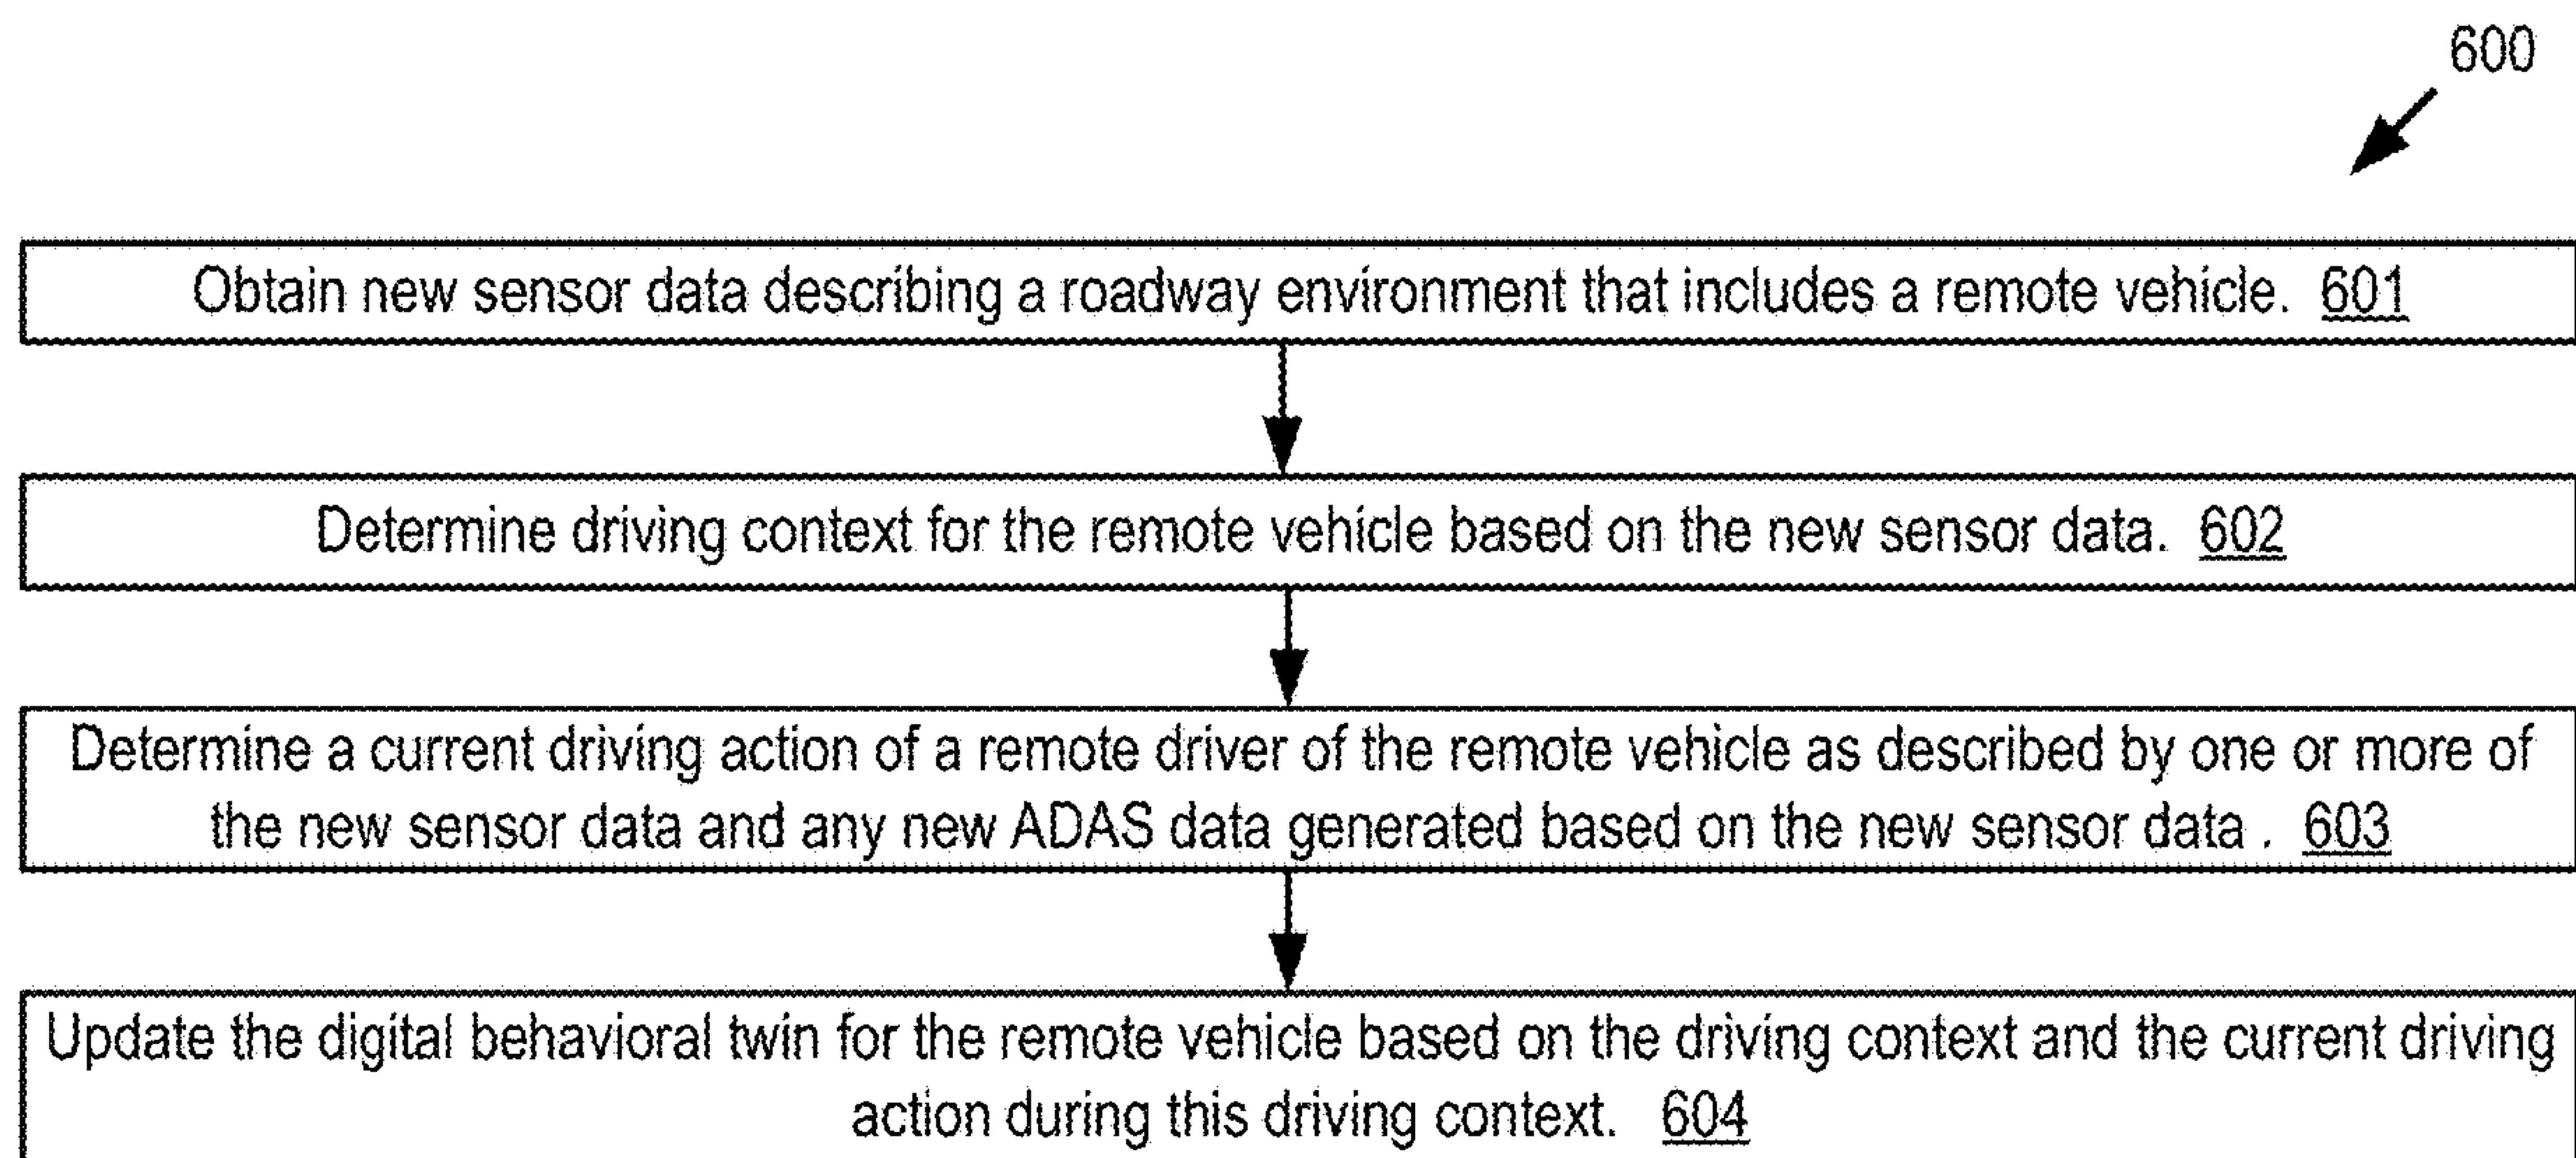 600
Obtain new sensor data describing a roadway environment that includes a remote vehicle. 601
Determine driving context for the remote vehicle based on the new sensor data. 602
Determine a current driving action of a remote driver of the remote vehicle as described by one or more of
the new sensor data and any new ADAS data generated based on the new sensor data . 603
Update the digital behavioral twin for the remote vehicle based on the driving context and the current driving
action during this driving context. 604